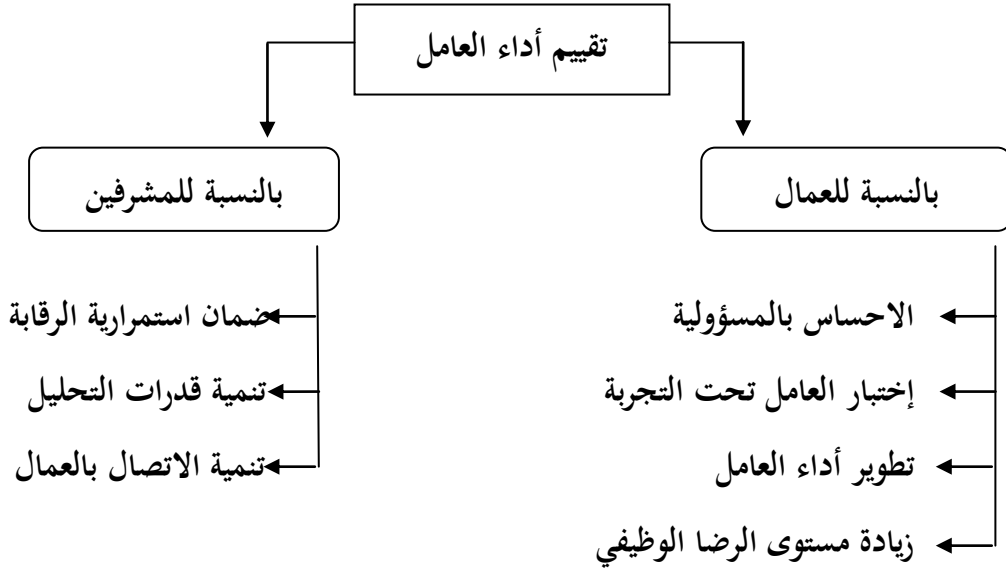 تقييم أداء العامل
بالنسبة للعمال
الاحساس بالمسؤولية
إختبار العامل تحت التجربة
تطوير أداء العامل
زيادة مستوى الرضا الوظيفي
بالنسبة للمشرفين
ضمان استمرارية الرقابة
تنمية قدرات التحليل
تنمية الاتصال بالعمال